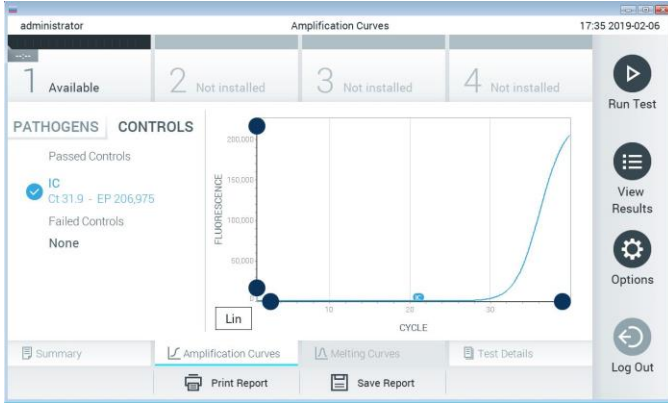 administrator
Amplification Curves
17:35 2019-02-06
--:--
1 Available
2 Not installed
3 Not installed
4 Not installed
Run Test
PATHOGENS
CONTROLS
Passed Controls
IC
Ct 31.9 - EP 206,975
Failed Controls
None
FLUORESCENCE
200,000
150,000
100,000
50,000
0
IC
10
20
30
CYCLE
Lin
View
Results
Options
Log Out
Summary
Amplification Curves
Melting Curves
Test Details
Print Report
Save Report